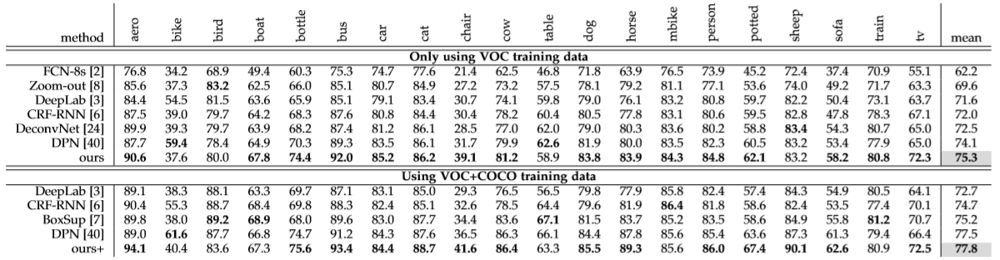 method aero bike bird boat bottle bus car cat chair cow table dog horse mbike person potted sheep sofa train tv mean
Only using VOC training data
FCN-8s [2] 76.8 34.2 68.9 49.4 60.3 75.3 74.7 77.6 21.4 62.5 46.8 71.8 63.9 76.5 73.9 45.2 72.4 37.4 70.9 55.1 62.2
Zoom-out [8] 85.6 37.3 83.2 62.5 66.0 85.1 80.7 84.9 27.2 73.2 57.5 78.1 79.2 81.1 77.1 53.6 74.0 49.2 71.7 63.3 69.6
DeepLab [3] 84.4 54.5 81.5 63.6 65.9 85.1 79.1 83.4 30.7 74.1 59.8 79.0 76.1 83.2 80.8 59.7 82.2 50.4 73.1 63.7 71.6
CRF-RNN [6] 87.5 39.0 79.7 64.2 68.3 87.6 80.8 84.4 30.4 78.2 60.4 80.5 77.8 83.1 80.6 59.5 82.8 47.8 78.3 67.1 72.0
DeconvNet [24] 89.9 39.3 79.7 63.9 68.2 87.4 81.2 86.1 28.5 77.0 62.0 79.0 80.3 83.6 80.2 58.8 83.4 54.3 80.7 65.0 72.5
DPN [40] 87.7 59.4 78.4 64.9 70.3 89.3 83.5 86.1 31.7 79.9 62.6 81.9 80.0 83.5 82.3 60.5 83.2 53.4 77.9 65.0 74.1
ours 90.6 37.6 80.0 67.8 74.4 92.0 85.2 86.2 39.1 81.2 58.9 83.8 83.9 84.3 84.8 62.1 83.2 58.2 80.8 72.3 75.3
Using VOC+COCO training data
DeepLab [3] 89.1 38.3 88.1 63.3 69.7 87.1 83.1 85.0 29.3 76.5 56.5 79.8 77.9 85.8 82.4 57.4 84.3 54.9 80.5 64.1 72.7
CRF-RNN [6] 90.4 55.3 88.7 68.4 69.8 88.3 82.4 85.1 32.6 78.5 64.4 79.6 81.9 86.4 81.8 58.6 82.4 53.5 77.4 70.1 74.7
BoxSup [7] 89.8 38.0 89.2 68.9 68.0 89.6 83.0 87.7 34.4 83.6 67.1 81.5 83.7 85.2 83.5 58.6 84.9 55.8 81.2 70.7 75.2
DPN [40] 89.0 61.6 87.7 66.8 74.7 91.2 84.3 87.6 36.5 86.3 66.1 84.4 87.8 85.6 85.4 63.6 87.3 61.3 79.4 66.4 77.5
ours+ 94.1 40.4 83.6 67.3 75.6 93.4 84.4 88.7 41.6 86.4 63.3 85.5 89.3 85.6 86.0 67.4 90.1 62.6 80.9 72.5 77.8